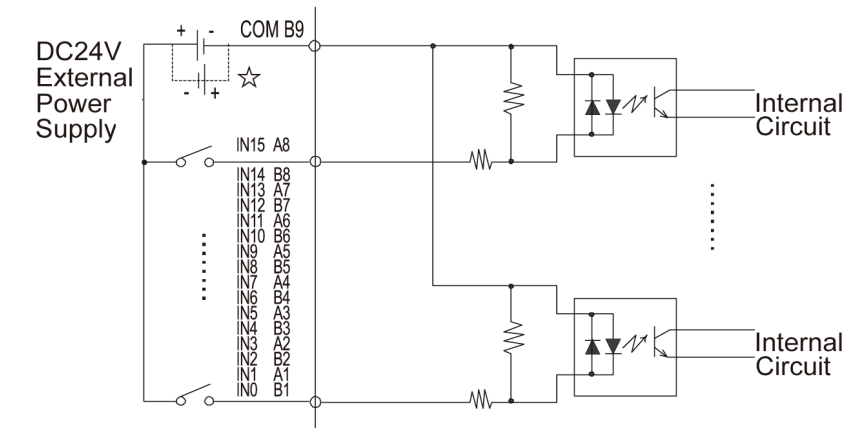 + -
COM B9
DC24V
External
Power
Supply
☆
- +
IN15 A8
IN14 B8
IN13 A7
IN12 B7
IN11 A6
IN10 B6
IN9 A5
IN8 B5
IN7 A4
IN6 B4
IN5 A3
IN4 B3
IN3 A2
IN2 B2
IN1 A1
IN0 B1
Internal
Circuit
Internal
Circuit